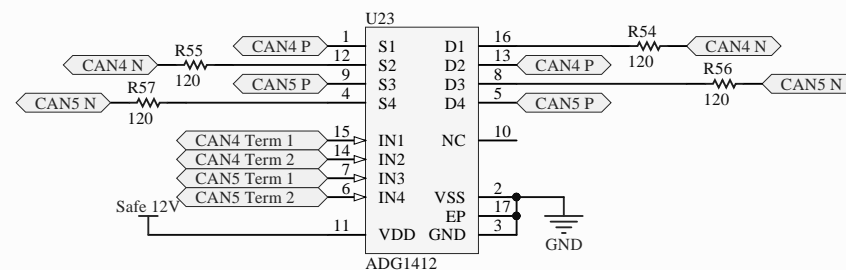 U23
1 S1 D1 16 R54
CAN4 P CAN4 N
R55 12 S2 D2 13 120
CAN4 N CAN4 P
120 9 S3 D3 8 R56
CAN5 P CAN5 N
R57 4 S4 D4 5 120
CAN5 N CAN5 P
120
CAN4 Term 1 15 IN1 NC 10
CAN4 Term 2 14 IN2
CAN5 Term 1 7 IN3
CAN5 Term 2 6 IN4 VSS 2
Safe 12V EP 17
11 VDD GND 3
GND
ADG1412